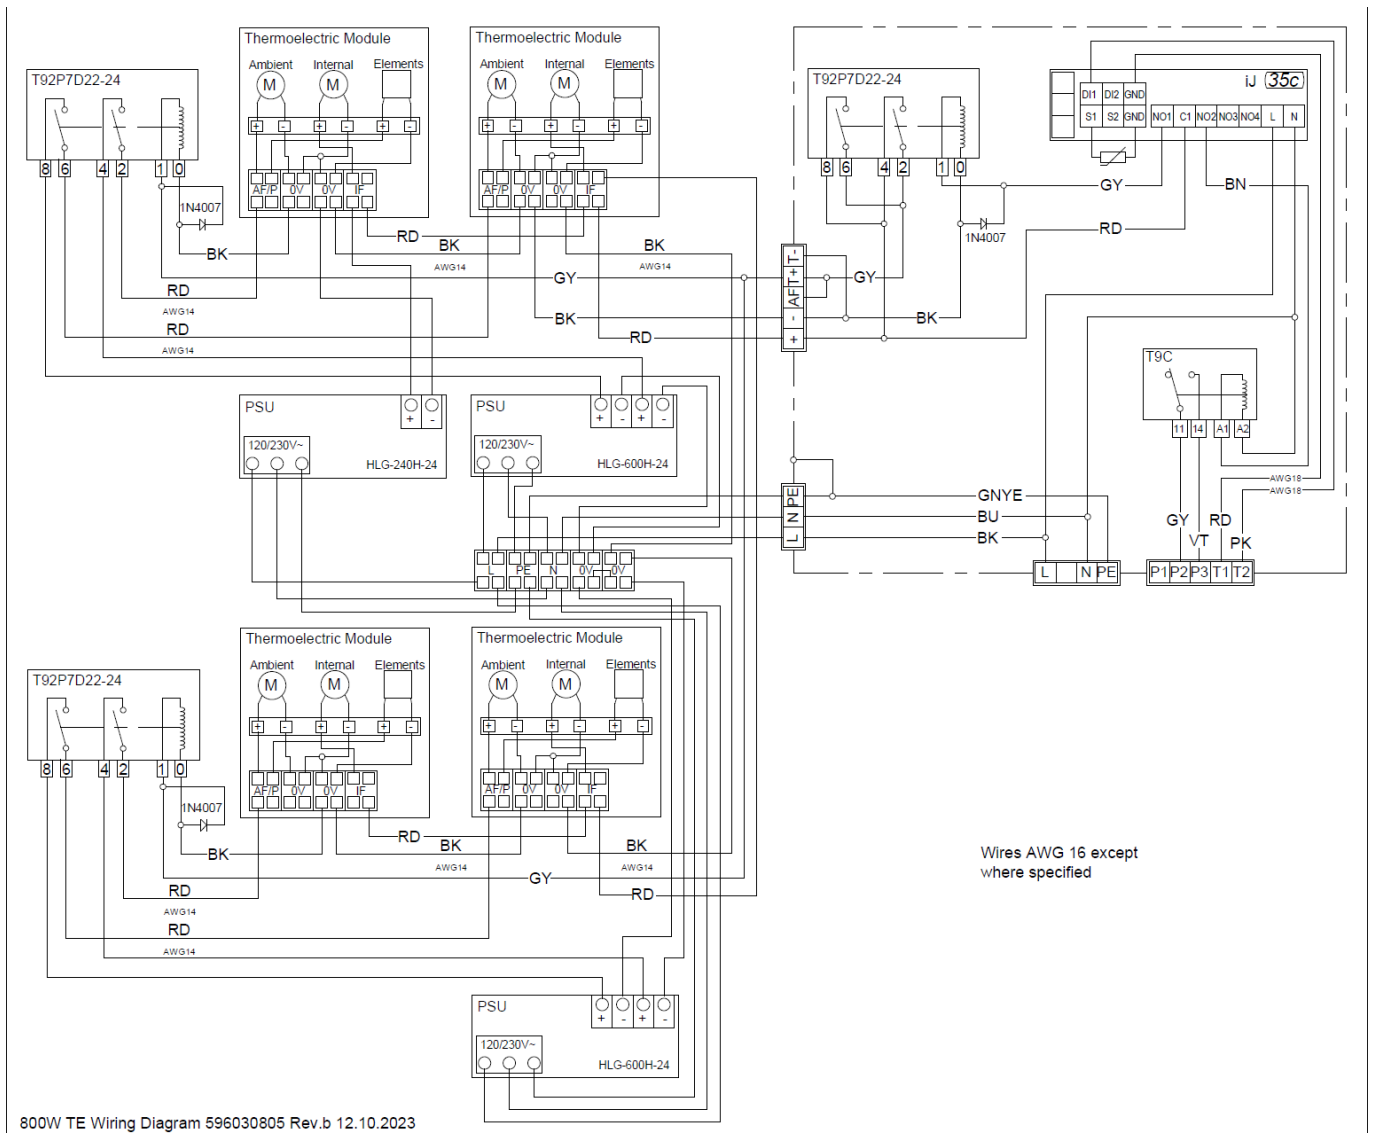 Thermoelectric Module
Ambient Internal Elements
M M
+ - + - + -
AF/P 0V 0V IF
Thermoelectric Module
Ambient Internal Elements
M M
+ - + - + -
AF/P 0V 0V IF
T92P7D22-24
8 6 4 2 1 0
1N4007
BK
RD
AWG14
RD
AWG14
RD
BK
AWG14
BK
AWG14
GY
BK
RD
T92P7D22-24
8 6 4 2 1 0
1N4007
iJ 35c
DI1 DI2 GND
S1 S2 GND NO1 C1 NO2 NO3 NO4 L N
GY
BN
RD
T-
T+
AF
-
+
GY
BK
T9C
11 14 A1 A2
PSU
+ -
120/230V~
HLG-240H-24
PSU
+ - + -
120/230V~
HLG-600H-24
PE
N
L
GNYE
BU
BK
AWG18
AWG18
GY RD
VT PK
L N PE
P1 P2 P3 T1 T2
L PE N 0V 0V
Thermoelectric Module
Ambient Internal Elements
M M
+ - + - + -
AF/P 0V 0V IF
Thermoelectric Module
Ambient Internal Elements
M M
+ - + - + -
AF/P 0V 0V IF
T92P7D22-24
8 6 4 2 1 0
1N4007
BK
RD
AWG14
RD
AWG14
RD
BK
AWG14
BK
AWG14
GY
RD
Wires AWG 16 except
where specified
PSU
+ - + -
120/230V~
HLG-600H-24
800W TE Wiring Diagram 596030805 Rev.b 12.10.2023